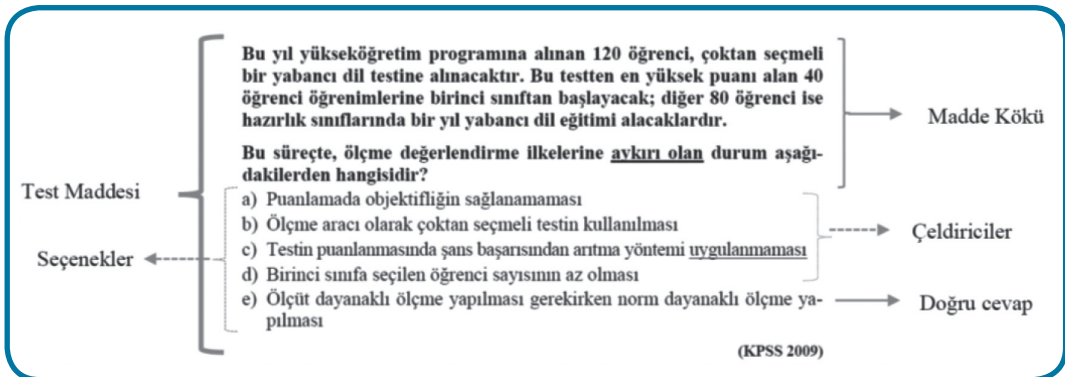 Bu yıl yükseköğretim programına alınan 120 öğrenci, çoktan seçmeli
bir yabancı dil testine alınacaktır. Bu testten en yüksek puanı alan 40
öğrenci öğrenimlerine birinci sınıftan başlayacak; diğer 80 öğrenci ise
hazırlık sınıflarında bir yıl yabancı dil eğitimi alacaklardır.
Madde Kökü
Bu süreçte, ölçme değerlendirme ilkelerine aykırı olan durum aşağı-
dakilerden hangisidir?
Test Maddesi
a) Puanlamada objektifliğin sağlanamaması
b) Ölçme aracı olarak çoktan seçmeli testin kullanılması
Çeldiriciler
c) Testin puanlanmasında şans başarısından arıtma yöntemi uygulanmaması
Seçenekler
d) Birinci sınıfa seçilen öğrenci sayısının az olması
e) Ölçüt dayanaklı ölçme yapılması gerekirken norm dayanaklı ölçme ya-
pılması
Doğru cevap
(KPSS 2009)